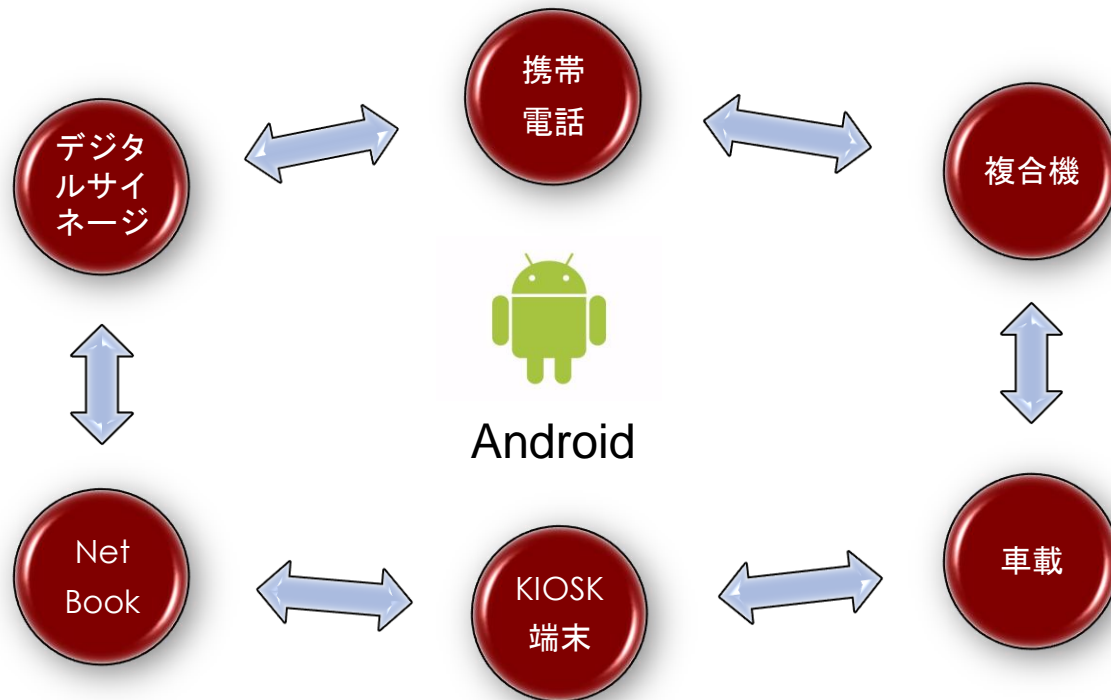 携帯
電話
デジタ
ルサイ
ネージ
複合機
Android
Net
Book
KIOSK
端末
車載